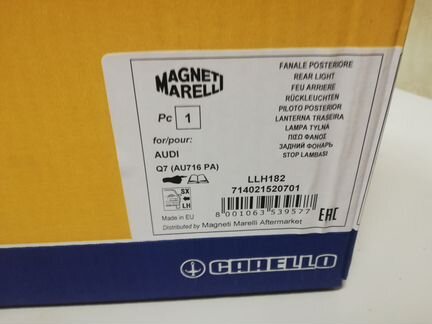 MAGNETI
MARELLI
Pc 1
for/pour:
AUDI
Q7 (AU716 PA)
SX
LH
Made in EU
Distributed by Magneti Marelli Aftermarket
FANALE POSTERIORE
REAR LIGHT
FEU ARRIERE
RÜCKLEUCHTEN
PILOTO POSTERIOR
LANTERNA TRASEIRA
LAMPA TYLNA
ΠΙΣΩ ΦΑΝΟΣ
ЗАДНИЙ ФОНАРЬ
STOP LAMBASI
LLH182
714021520701
8 001063 539577
EAC
CARELLO